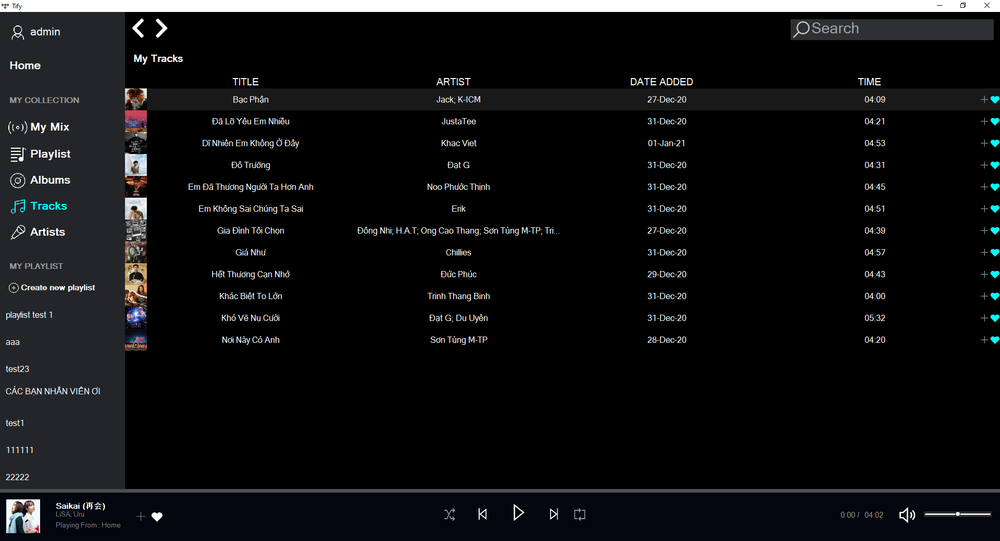 Tify
admin
Home
MY COLLECTION
My Mix
Playlist
Albums
Tracks
Artists
MY PLAYLIST
Create new playlist
playlist test 1
aaa
test23
CÁC BẠN NHÂN VIÊN ƠI
test1
111111
22222
Search
My Tracks
TITLE ARTIST DATE ADDED TIME
Bạc Phận Jack; K-ICM 27-Dec-20 04:09
Đã Lỡ Yêu Em Nhiều JustaTee 31-Dec-20 04:21
Dĩ Nhiên Em Không Ở Đây Khac Viet 01-Jan-21 04:53
Đô Trưởng Đạt G 31-Dec-20 04:31
Em Đã Thương Người Ta Hơn Anh Noo Phước Thịnh 31-Dec-20 04:45
Em Không Sai Chúng Ta Sai Erik 31-Dec-20 04:51
Gia Đình Tôi Chọn Đông Nhi; H.A.T; Ong Cao Thang; Sơn Tùng M-TP; Tri... 27-Dec-20 04:39
Giá Như Chillies 31-Dec-20 04:57
Hết Thương Cạn Nhớ Đức Phúc 29-Dec-20 04:43
Khác Biệt To Lớn Trinh Thang Binh 31-Dec-20 04:00
Khó Vẽ Nụ Cười Đạt G; Du Uyên 31-Dec-20 05:32
Nơi Này Có Anh Sơn Tùng M-TP 28-Dec-20 04:20
Saikai (再会)
LiSA; Uru
Playing From : Home
0:00 / 04:02